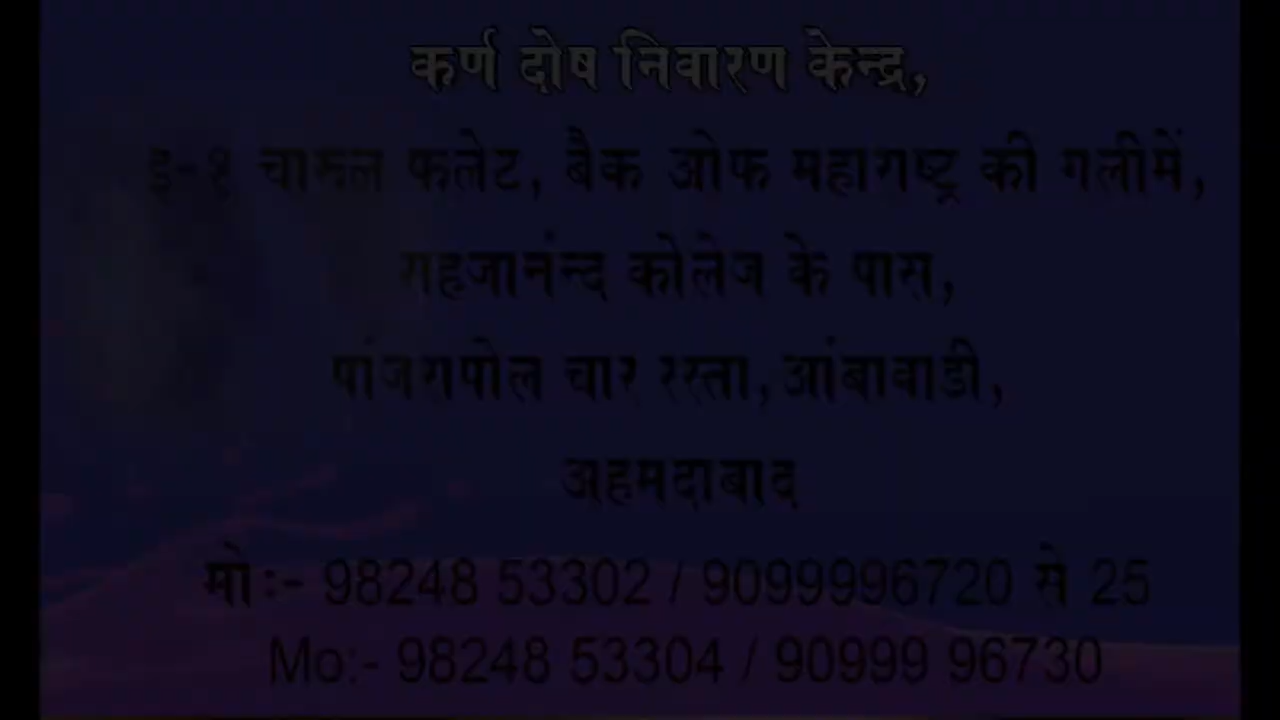 कर्ण दोष निवारण केन्द्र,
इ-१ चारूल फलेट, बैक ओफ महाराष्ट्र की गलीमें,
सहजानंन्द कोलेज के पास,
पांजरापोल चार रस्ता, आंबावाडी,
अहमदाबाद
मोः- 98248 53302 / 9099996720 से 25
Mo:- 98248 53304 / 90999 96730